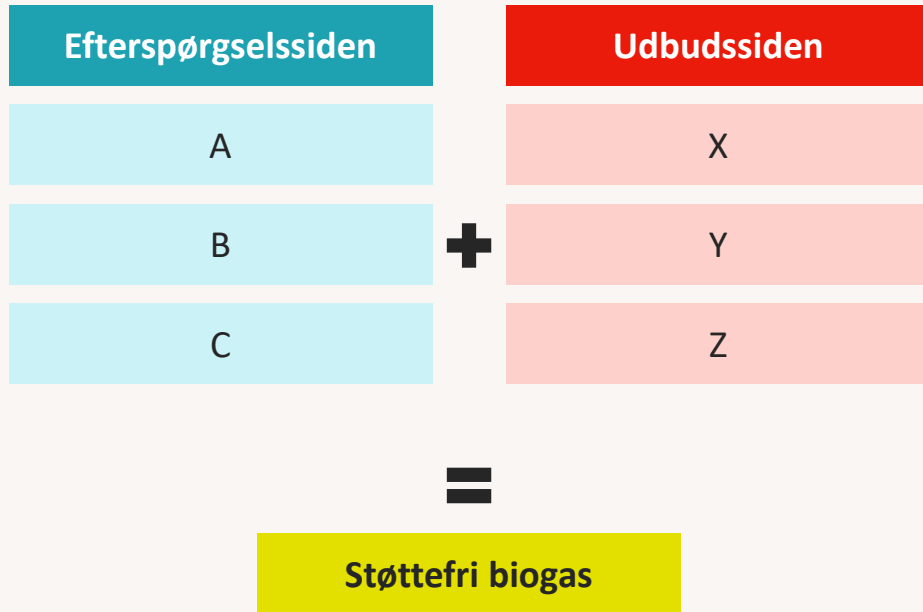 Efterspørgselssiden
Udbudssiden
A
X
B
+
Y
C
Z
=
Støttefri biogas